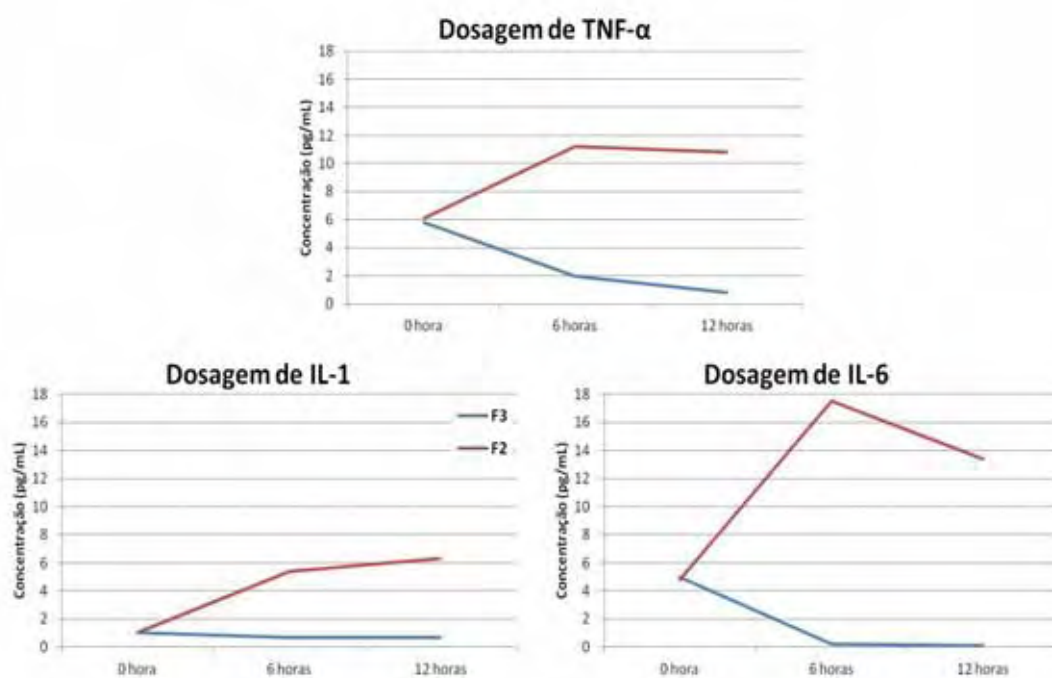 Dosagem de TNF-α
Concentração (pg/mL)
18
16
14
12
10
8
6
4
2
0
0 hora
6 horas
12 horas
Dosagem de IL-1
Concentração (pg/mL)
18
16
14
12
10
8
6
4
2
0
F3
F2
0 hora
6 horas
12 horas
Dosagem de IL-6
Concentração (pg/mL)
18
16
14
12
10
8
6
4
2
0
0 hora
6 horas
12 horas